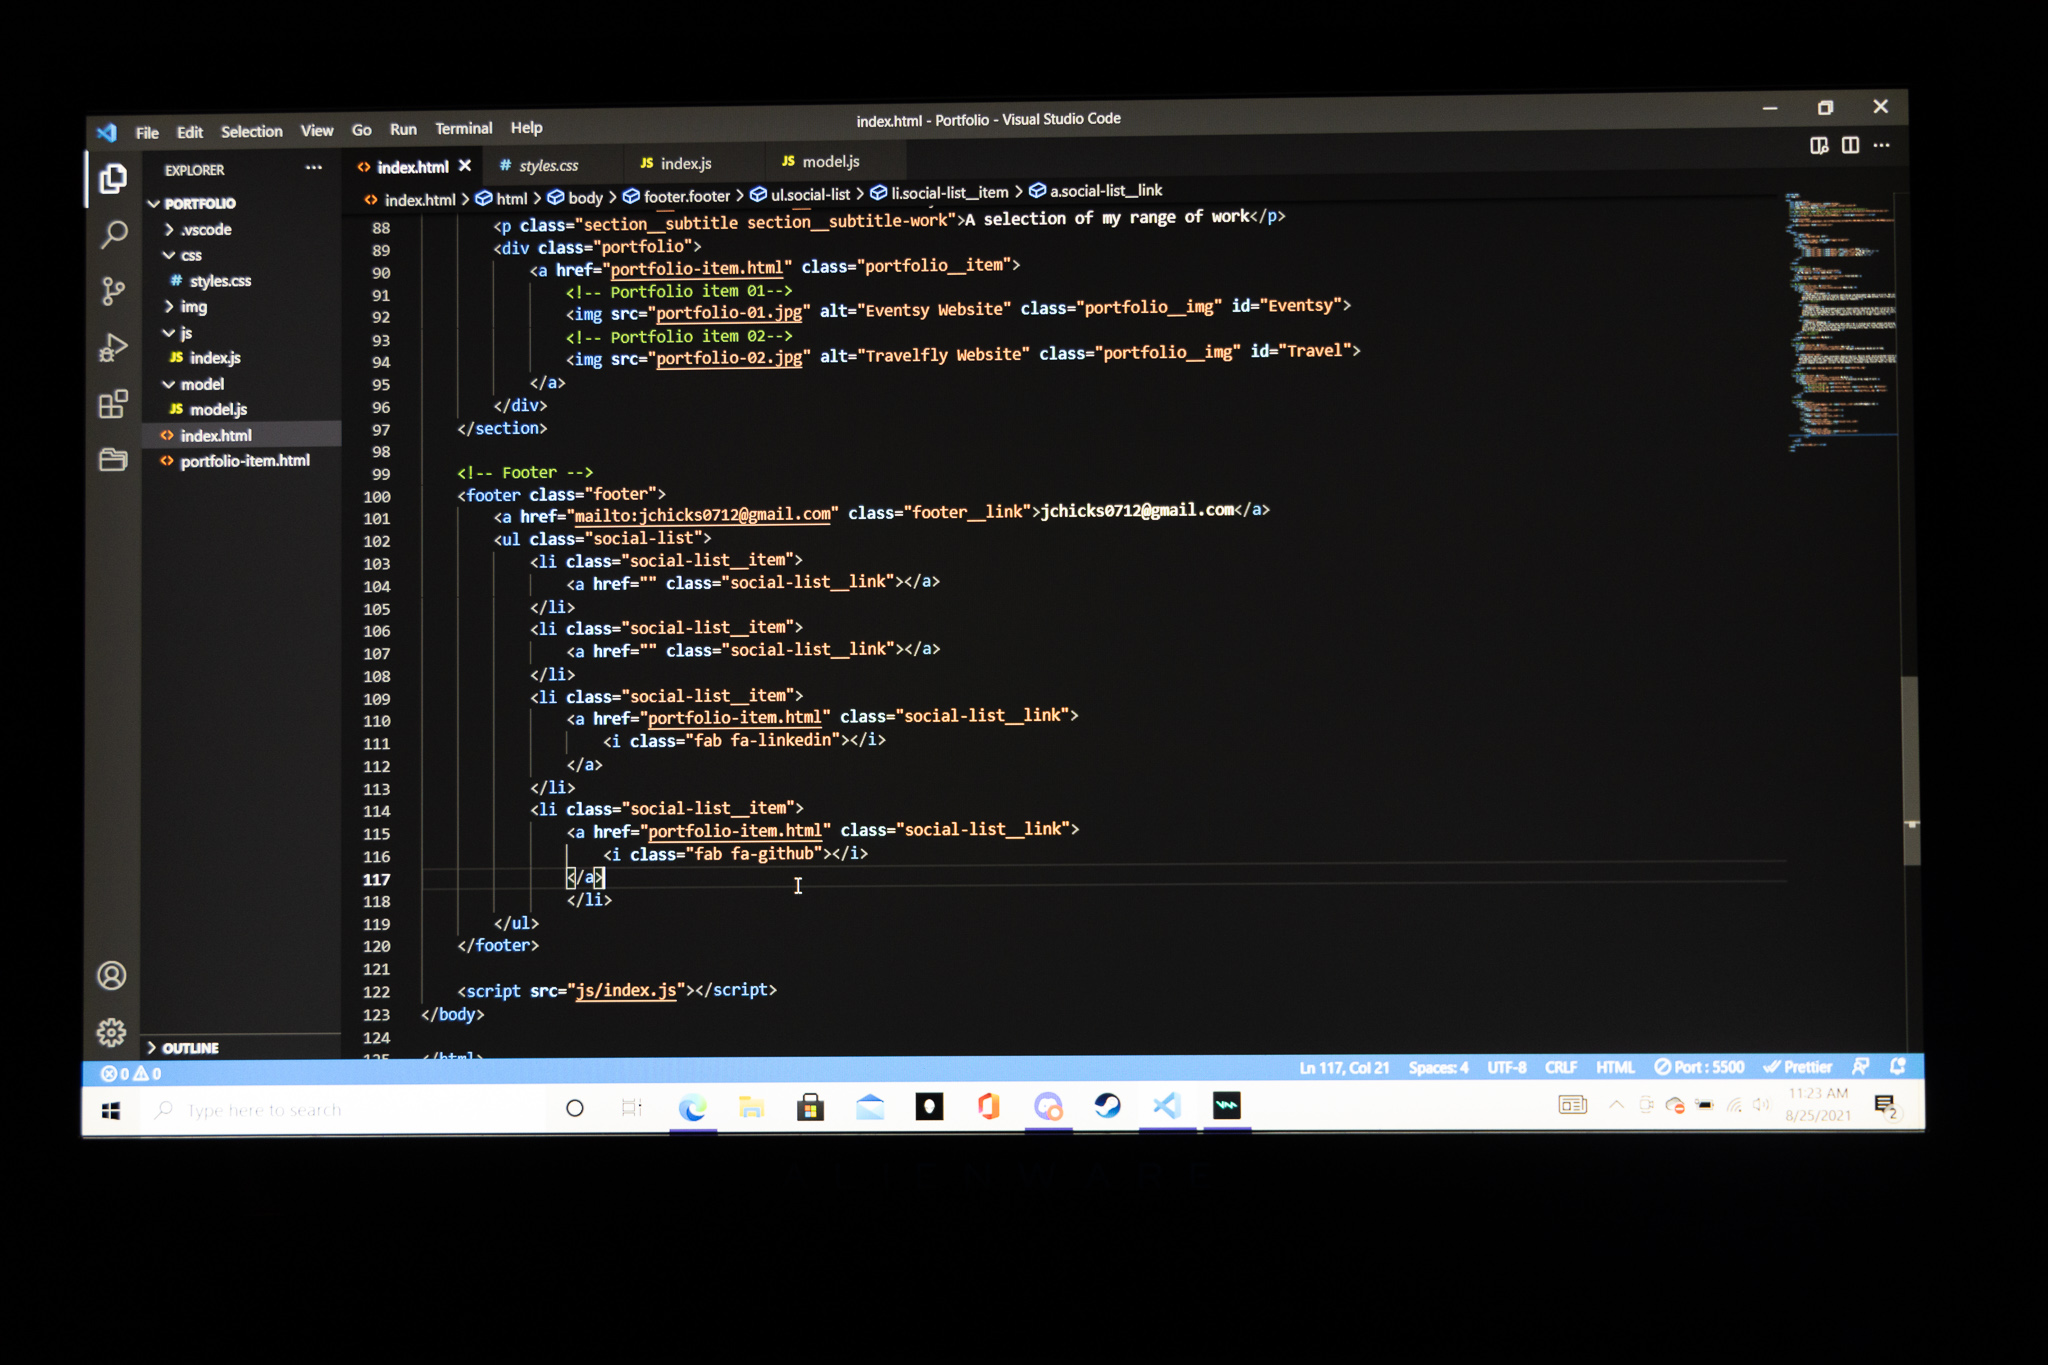 File Edit Selection View Go Run Terminal Help
index.html - Portfolio - Visual Studio Code
EXPLORER
PORTFOLIO
.vscode
css
# styles.css
img
js
JS index.js
model
JS model.js
<> index.html
<> portfolio-item.html
OUTLINE
<> index.html # styles.css JS index.js JS model.js
<> index.html > html > body > footer.footer > ul.social-list > li.social-list__item > a.social-list__link
88 <p class="section__subtitle section__subtitle-work">A selection of my range of work</p>
89 <div class="portfolio">
90 <a href="portfolio-item.html" class="portfolio__item">
91 <!-- Portfolio item 01-->
92 <img src="portfolio-01.jpg" alt="Eventsy Website" class="portfolio__img" id="Eventsy">
93 <!-- Portfolio item 02-->
94 <img src="portfolio-02.jpg" alt="Travelfly Website" class="portfolio__img" id="Travel">
95 </a>
96 </div>
97 </section>
98
99 <!-- Footer -->
100 <footer class="footer">
101 <a href="mailto:jchicks0712@gmail.com" class="footer__link">jchicks0712@gmail.com</a>
102 <ul class="social-list">
103 <li class="social-list__item">
104 <a href="" class="social-list__link"></a>
105 </li>
106 <li class="social-list__item">
107 <a href="" class="social-list__link"></a>
108 </li>
109 <li class="social-list__item">
110 <a href="portfolio-item.html" class="social-list__link">
111 <i class="fab fa-linkedin"></i>
112 </a>
113 </li>
114 <li class="social-list__item">
115 <a href="portfolio-item.html" class="social-list__link">
116 <i class="fab fa-github"></i>
117 </a>
118 </li>
119 </ul>
120 </footer>
121
122 <script src="js/index.js"></script>
123 </body>
124
125 </html>
0 0 Ln 117, Col 21 Spaces: 4 UTF-8 CRLF HTML Port : 5500 Prettier
Type here to search
11:23 AM
8/25/2021
2
ALIENWARE